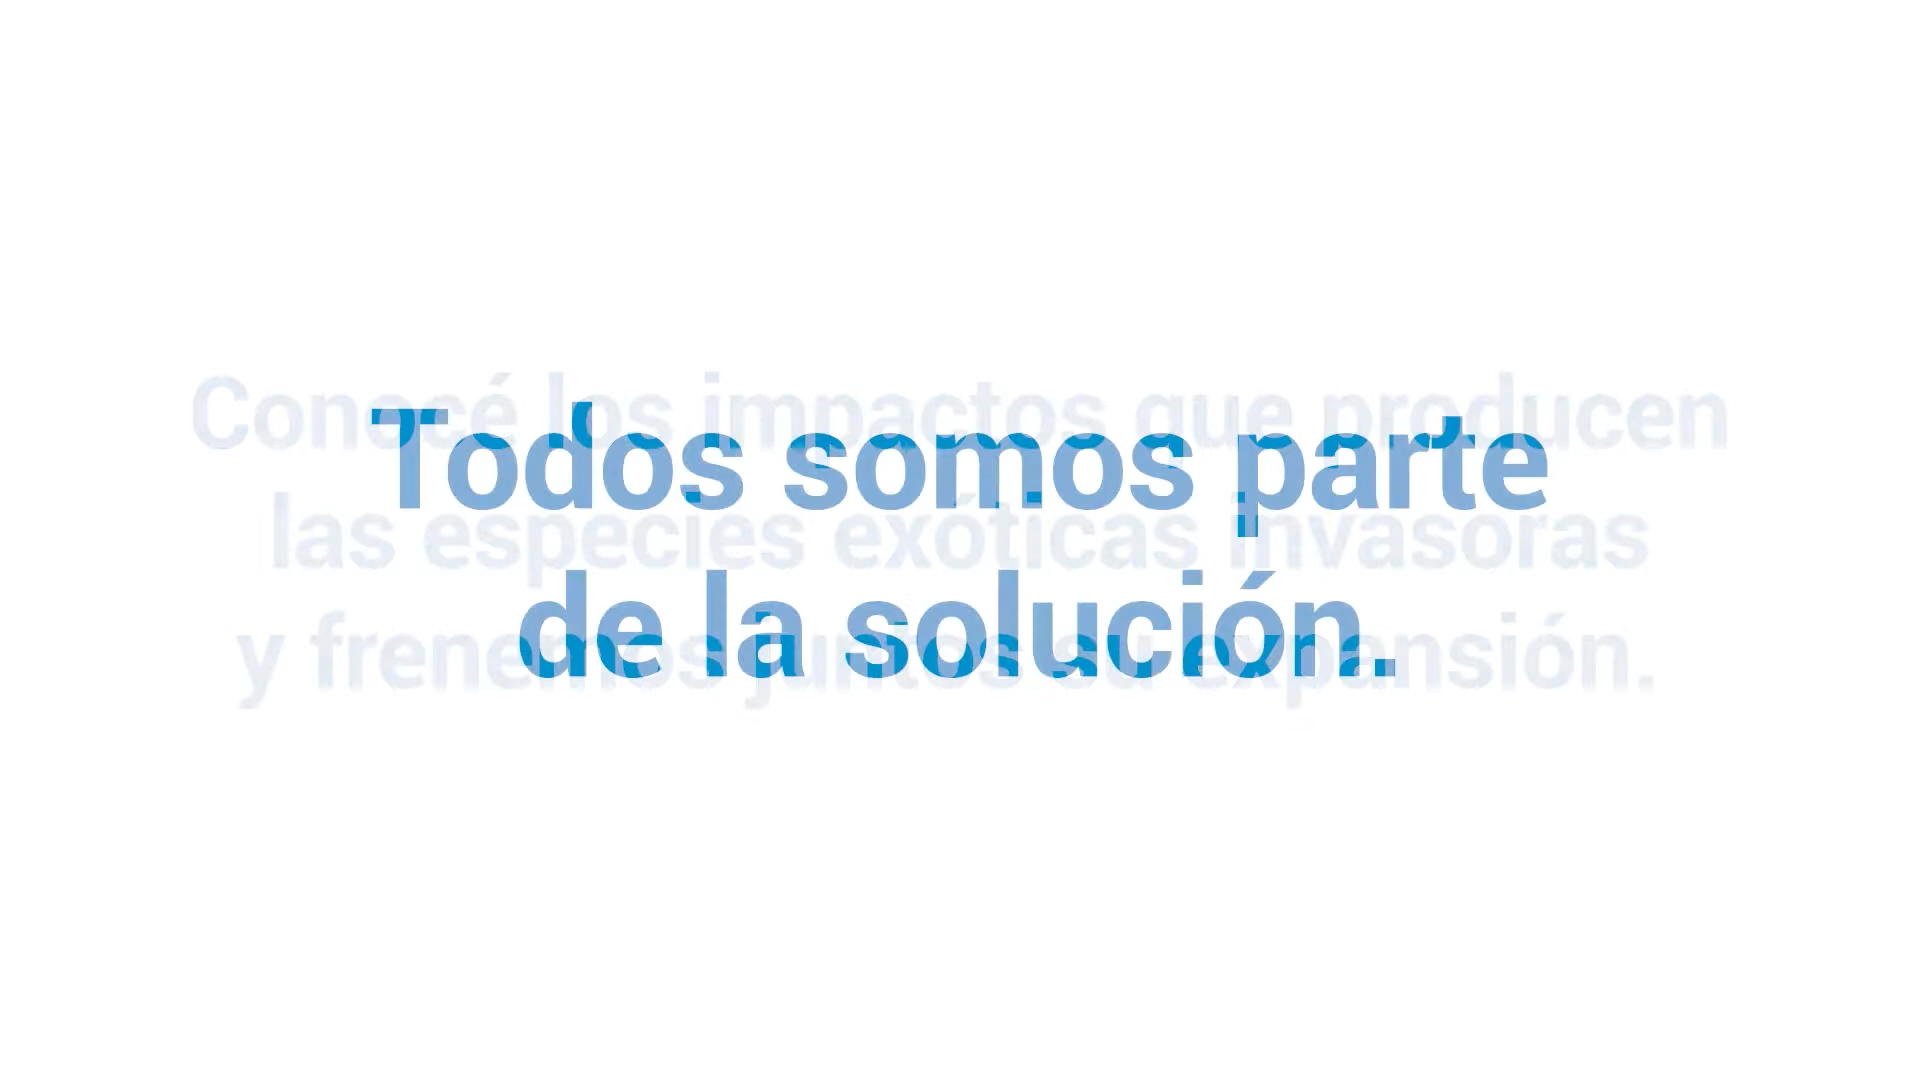 Conocé los impactos que producen
las especies exóticas invasoras
y frenemos juntos su expansión.
Todos somos parte
de la solución.